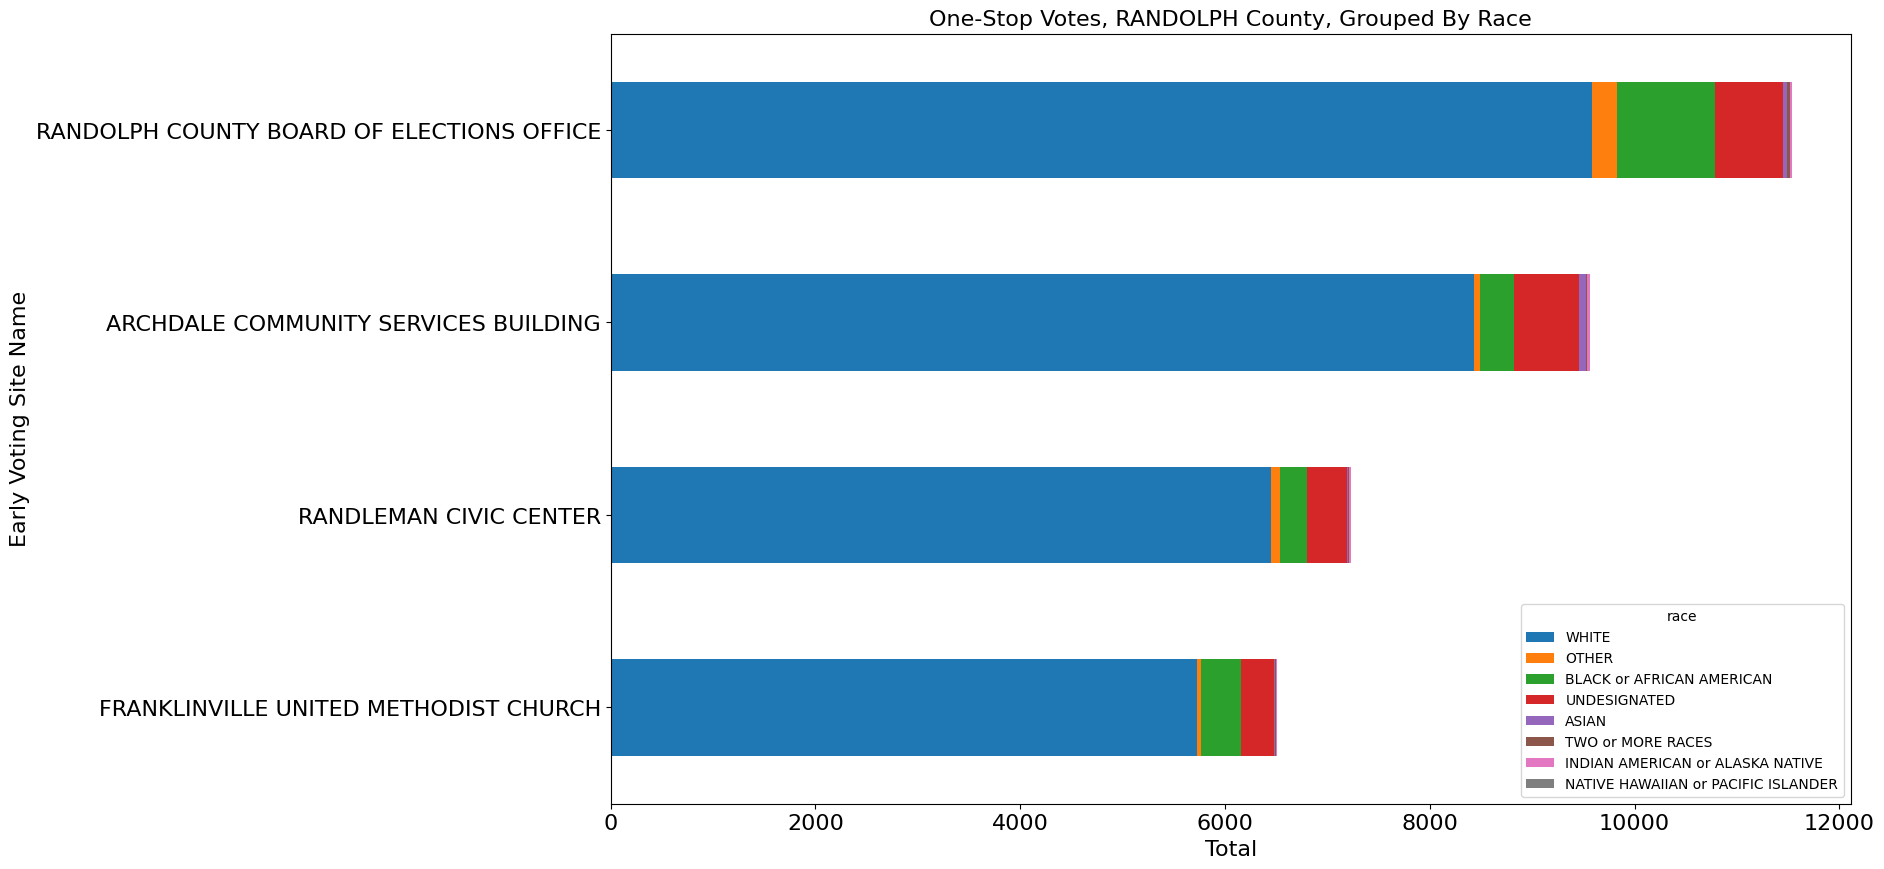 One-Stop Votes, RANDOLPH County, Grouped By Race
Early Voting Site Name
RANDOLPH COUNTY BOARD OF ELECTIONS OFFICE
ARCHDALE COMMUNITY SERVICES BUILDING
RANDLEMAN CIVIC CENTER
FRANKLINVILLE UNITED METHODIST CHURCH
race
WHITE
OTHER
BLACK or AFRICAN AMERICAN
UNDESIGNATED
ASIAN
TWO or MORE RACES
INDIAN AMERICAN or ALASKA NATIVE
NATIVE HAWAIIAN or PACIFIC ISLANDER
0 2000 4000 6000 8000 10000 12000
Total